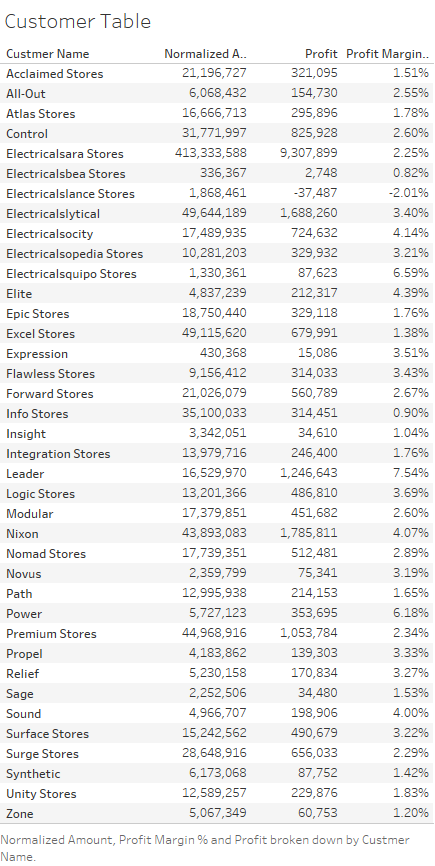 Customer Table
Custmer Name Normalized A.. Profit Profit Margin..
Acclaimed Stores 21,196,727 321,095 1.51%
All-Out 6,068,432 154,730 2.55%
Atlas Stores 16,666,713 295,896 1.78%
Control 31,771,997 825,928 2.60%
Electricalsara Stores 413,333,588 9,307,899 2.25%
Electricalsbea Stores 336,367 2,748 0.82%
Electricalslance Stores 1,868,461 -37,487 -2.01%
Electricalslytical 49,644,189 1,688,260 3.40%
Electricalsocity 17,489,935 724,632 4.14%
Electricalsopedia Stores 10,281,203 329,932 3.21%
Electricalsquipo Stores 1,330,361 87,623 6.59%
Elite 4,837,239 212,317 4.39%
Epic Stores 18,750,440 329,118 1.76%
Excel Stores 49,115,620 679,991 1.38%
Expression 430,368 15,086 3.51%
Flawless Stores 9,156,412 314,033 3.43%
Forward Stores 21,026,079 560,789 2.67%
Info Stores 35,100,033 314,451 0.90%
Insight 3,342,051 34,610 1.04%
Integration Stores 13,979,716 246,400 1.76%
Leader 16,529,970 1,246,643 7.54%
Logic Stores 13,201,366 486,810 3.69%
Modular 17,379,851 451,682 2.60%
Nixon 43,893,083 1,785,811 4.07%
Nomad Stores 17,739,351 512,481 2.89%
Novus 2,359,799 75,341 3.19%
Path 12,995,938 214,153 1.65%
Power 5,727,123 353,695 6.18%
Premium Stores 44,968,916 1,053,784 2.34%
Propel 4,183,862 139,303 3.33%
Relief 5,230,158 170,834 3.27%
Sage 2,252,506 34,480 1.53%
Sound 4,966,707 198,906 4.00%
Surface Stores 15,242,562 490,679 3.22%
Surge Stores 28,648,916 656,033 2.29%
Synthetic 6,173,068 87,752 1.42%
Unity Stores 12,589,257 229,876 1.83%
Zone 5,067,349 60,753 1.20%
Normalized Amount, Profit Margin % and Profit broken down by Custmer
Name.